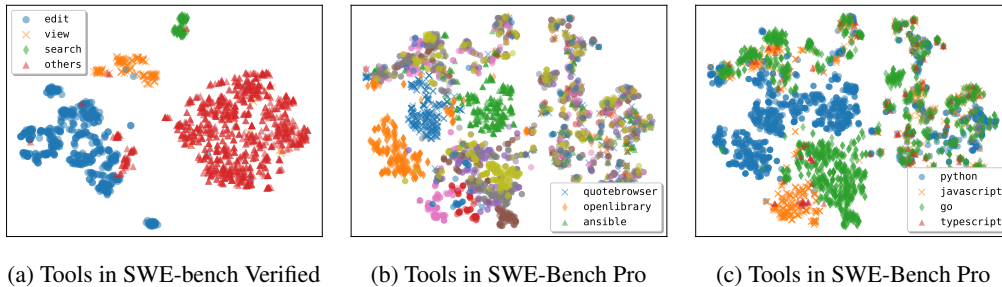 edit
view
search
others
quotebrowser
openlibrary
ansible
python
javascript
go
typescript
(a) Tools in SWE-bench Verified
(b) Tools in SWE-Bench Pro
(c) Tools in SWE-Bench Pro